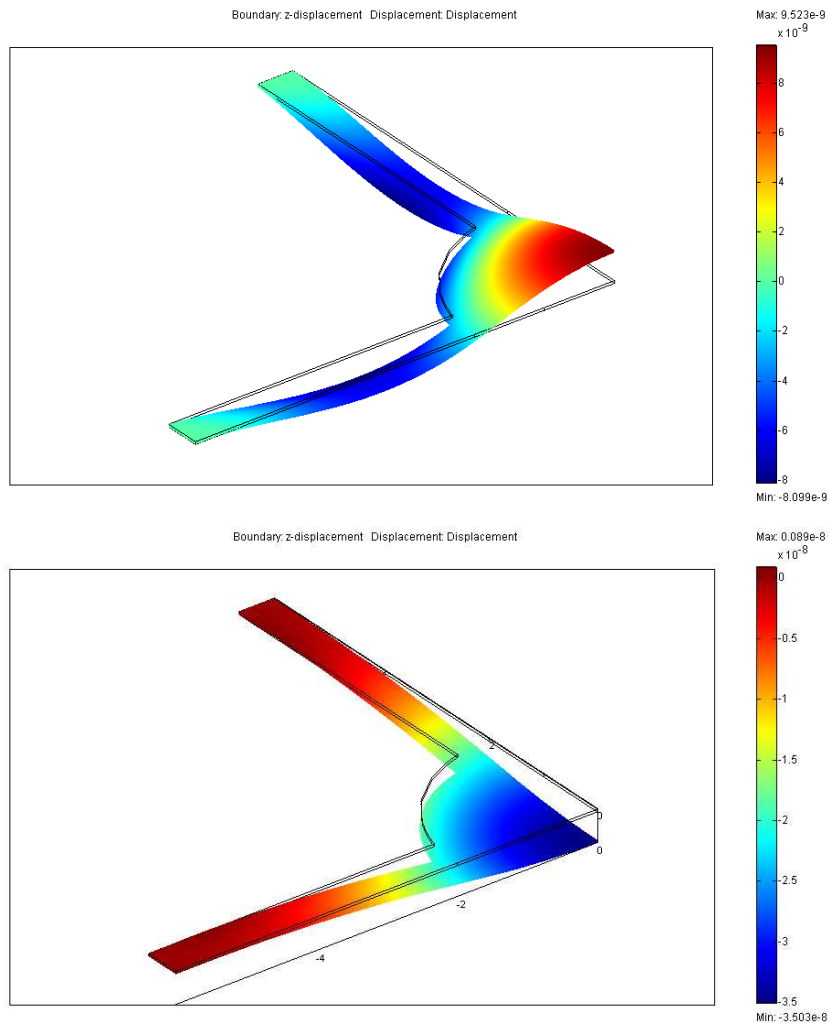 Boundary: z-displacement Displacement: Displacement
Max: 9.523e-9
x 10^-9
8
6
4
2
0
-2
-4
-6
-8
Min: -8.099e-9
Boundary: z-displacement Displacement: Displacement
Max: 0.089e-8
x 10^-8
0
-0.5
-1
-1.5
-2
-2.5
-3
-3.5
Min: -3.503e-8
2
0
0
-2
-4